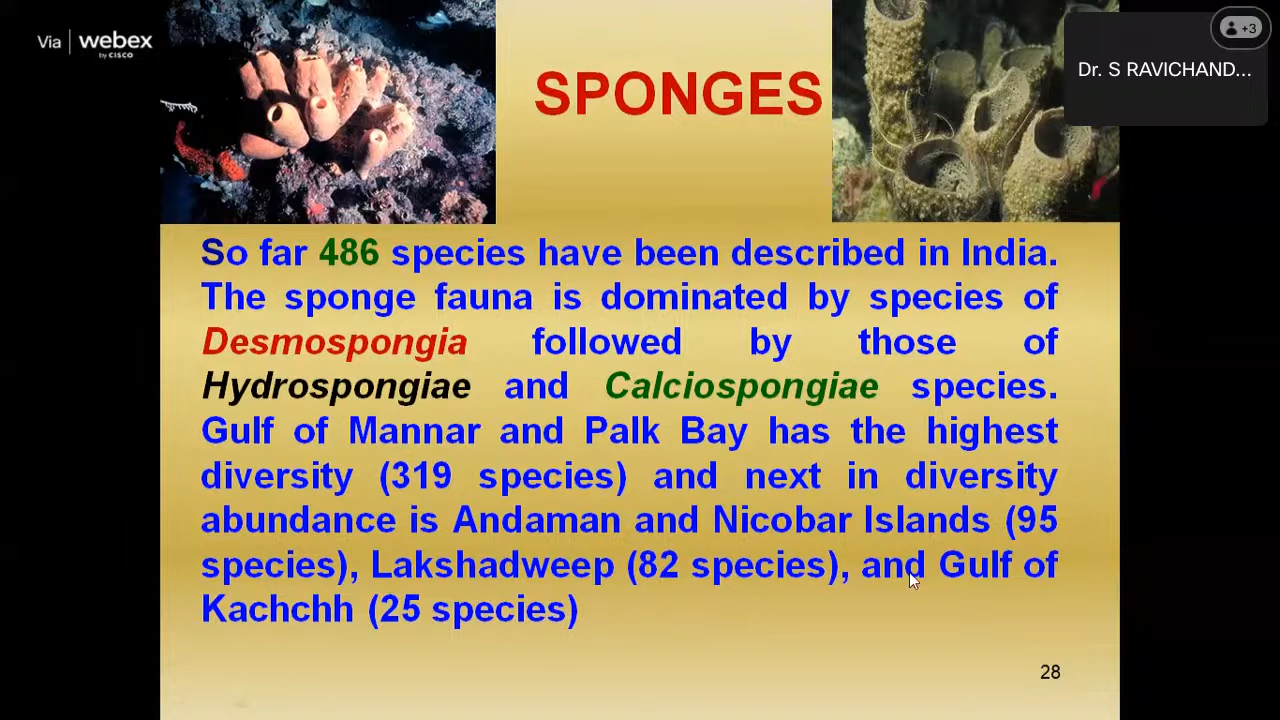 Via webex
by CISCO
+3
Dr. S RAVICHAND...
SPONGES
So far 486 species have been described in India.
The sponge fauna is dominated by species of
Desmospongia followed by those of
Hydrospongiae and Calciospongiae species.
Gulf of Mannar and Palk Bay has the highest
diversity (319 species) and next in diversity
abundance is Andaman and Nicobar Islands (95
species), Lakshadweep (82 species), and Gulf of
Kachchh (25 species)
28